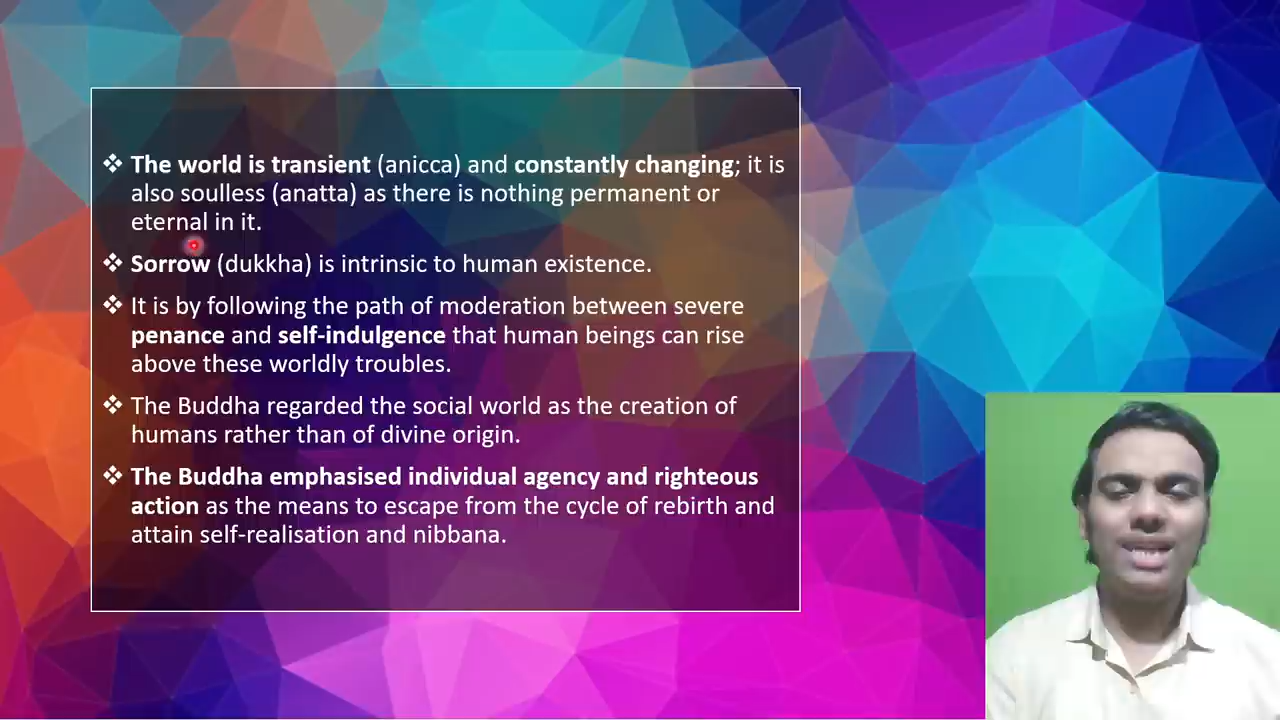 ❖ The world is transient (anicca) and constantly changing; it is
also soulless (anatta) as there is nothing permanent or
eternal in it.
❖ Sorrow (dukkha) is intrinsic to human existence.
❖ It is by following the path of moderation between severe
penance and self-indulgence that human beings can rise
above these worldly troubles.
❖ The Buddha regarded the social world as the creation of
humans rather than of divine origin.
❖ The Buddha emphasised individual agency and righteous
action as the means to escape from the cycle of rebirth and
attain self-realisation and nibbana.